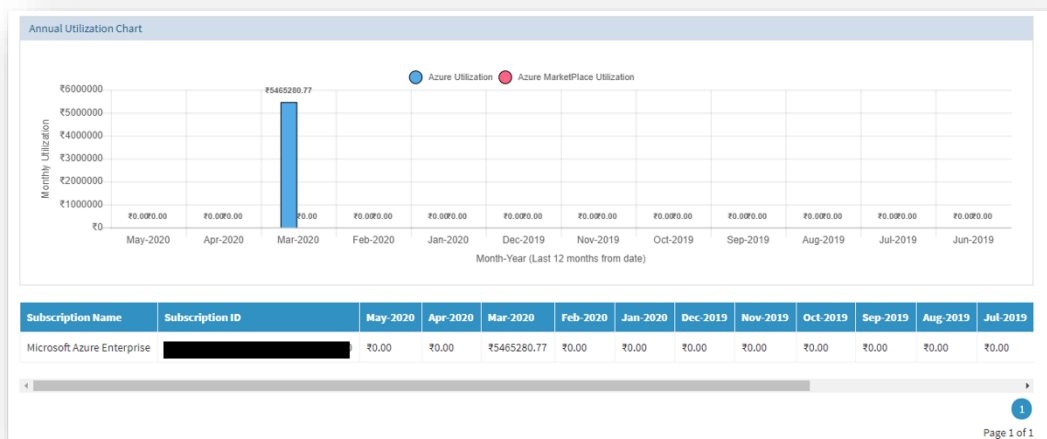 Annual Utilization Chart
Azure Utilization Azure MarketPlace Utilization
Monthly Utilization
₹6000000
₹5000000
₹4000000
₹3000000
₹2000000
₹1000000
₹0
₹5465280.77
₹0.00₹0.00 ₹0.00₹0.00 ₹0.00 ₹0.00₹0.00 ₹0.00₹0.00 ₹0.00₹0.00 ₹0.00₹0.00 ₹0.00₹0.00 ₹0.00₹0.00 ₹0.00₹0.00 ₹0.00₹0.00 ₹0.00₹0.00
May-2020 Apr-2020 Mar-2020 Feb-2020 Jan-2020 Dec-2019 Nov-2019 Oct-2019 Sep-2019 Aug-2019 Jul-2019 Jun-2019
Month-Year (Last 12 months from date)
Subscription Name Subscription ID May-2020 Apr-2020 Mar-2020 Feb-2020 Jan-2020 Dec-2019 Nov-2019 Oct-2019 Sep-2019 Aug-2019 Jul-2019
Microsoft Azure Enterprise ₹0.00 ₹0.00 ₹5465280.77 ₹0.00 ₹0.00 ₹0.00 ₹0.00 ₹0.00 ₹0.00 ₹0.00 ₹0.00
1
Page 1 of 1